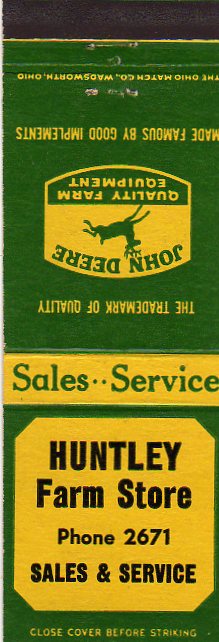 THE OHIO MATCH CO. WADSWORTH, OHIO
MADE FAMOUS BY GOOD IMPLEMENTS
JOHN DEERE
QUALITY FARM
EQUIPMENT
THE TRADEMARK OF QUALITY
Sales··Service
HUNTLEY
Farm Store
Phone 2671
SALES & SERVICE
CLOSE COVER BEFORE STRIKING